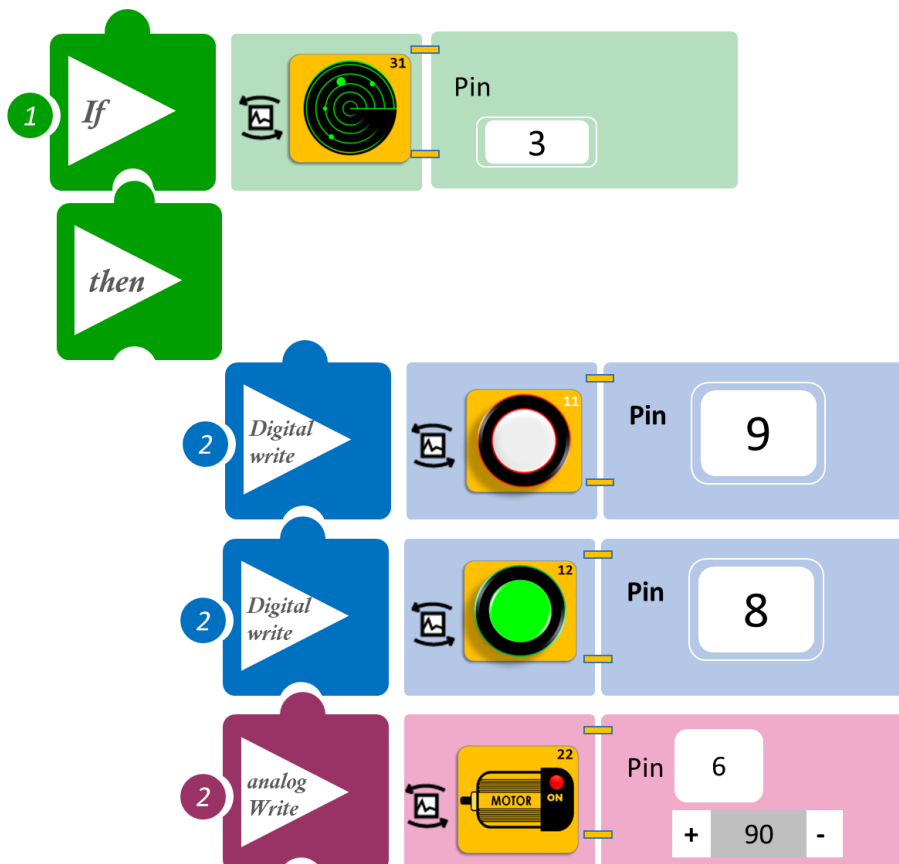 31
Pin
1
If
3
then
11
Pin
9
2
Digital
write
12
Pin
8
2
Digital
write
22
Pin
6
2
analog
Write
MOTOR
ON
+ 90 -